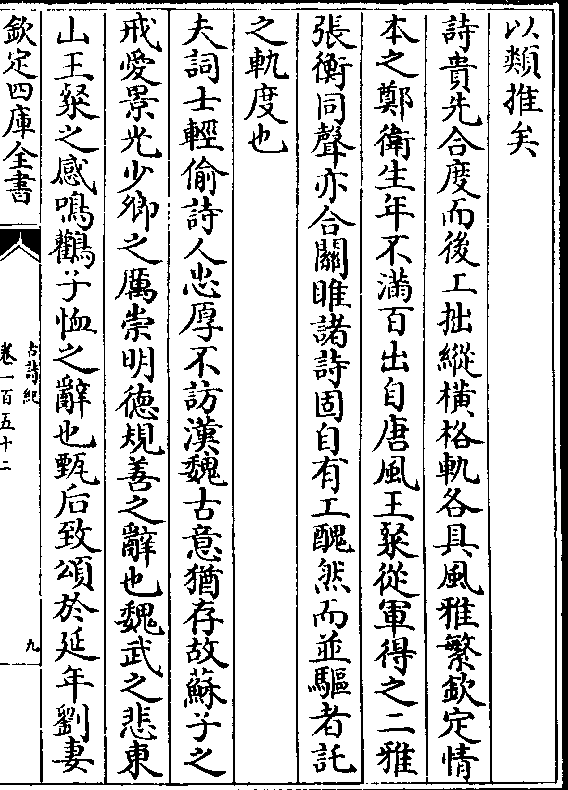 以類推矣
詩貴先合度而後工拙縱橫格軌各具風雅繁欽定情
本之鄭衛生年不滿百出自唐風王粲從軍得之二雅
張衡同聲亦合關睢諸詩固自有工醜然而並驅者託
之軌度也
夫詞士輕偷詩人忠厚不訪漢魏古意猶存故蘇子之
戒愛景光少卿之厲崇明德規善之辭也魏武之悲東
山王粲之感鳴鸛子恤之辭也甄后致頌於延年劉妻
欽定四庫全書
古詩紀
卷一百五十二
九